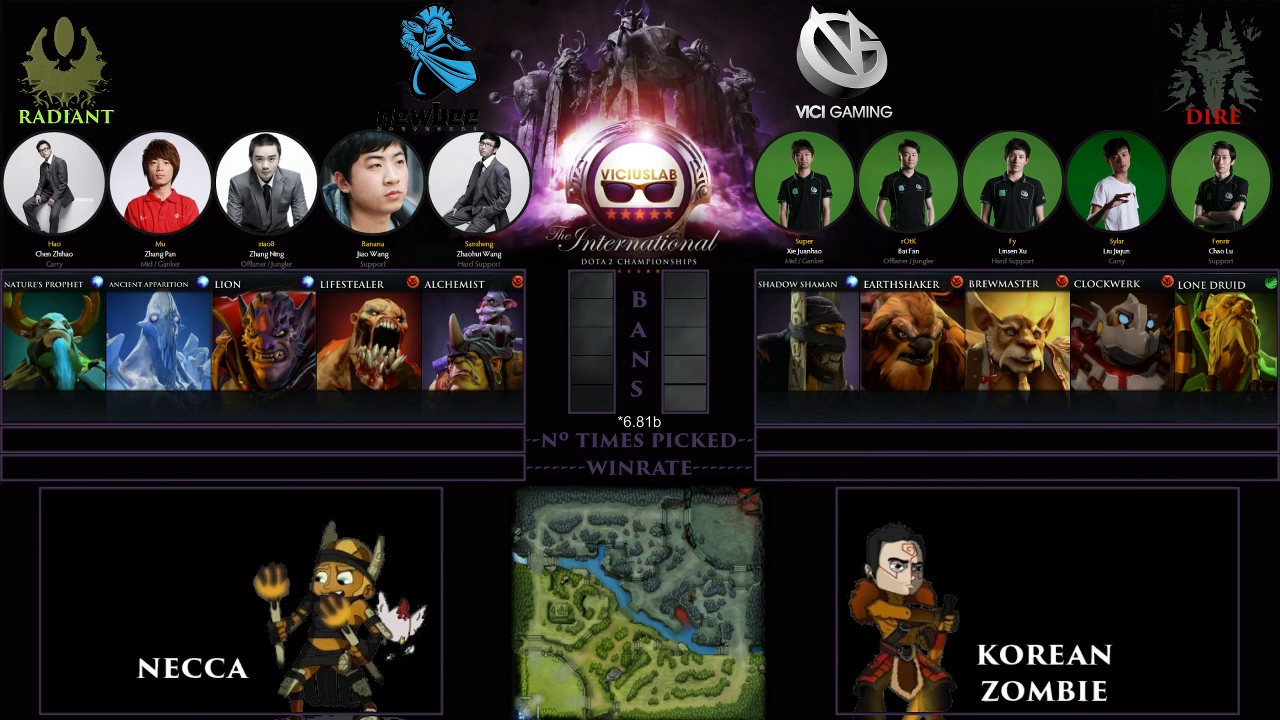 RADIANT
newbee
VICI GAMING
DIRE
VICIUSLAB
The International
DOTA 2 CHAMPIONSHIPS
Hao
Chen Zhihao
Carry
Mu
Zhang Pan
Mid / Ganker
xiao8
Zhang Ning
Offlaner / Jungler
Banana
Jiao Wang
Support
Sansheng
Zhaohui Wang
Hard Support
Super
Xie Juanhao
Mid / Ganker
rOtK
Bai Fan
Offlaner / Jungler
Fy
Linsen Xu
Hard Support
Sylar
Liu Jiajun
Carry
Fenrir
Chao Lu
Support
NATURE'S PROPHET
ANCIENT APPARITION
LION
LIFESTEALER
ALCHEMIST
BANS
SHADOW SHAMAN
EARTHSHAKER
BREWMASTER
CLOCKWERK
LONE DRUID
*6.81b
--Nº TIMES PICKED--
-------WINRATE-------
NECCA
KOREAN
ZOMBIE